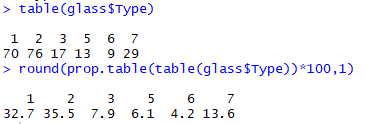 > table(glass$Type)
1 2 3 5 6 7
70 76 17 13 9 29
> round(prop.table(table(glass$Type))*100,1)
1 2 3 5 6 7
32.7 35.5 7.9 6.1 4.2 13.6